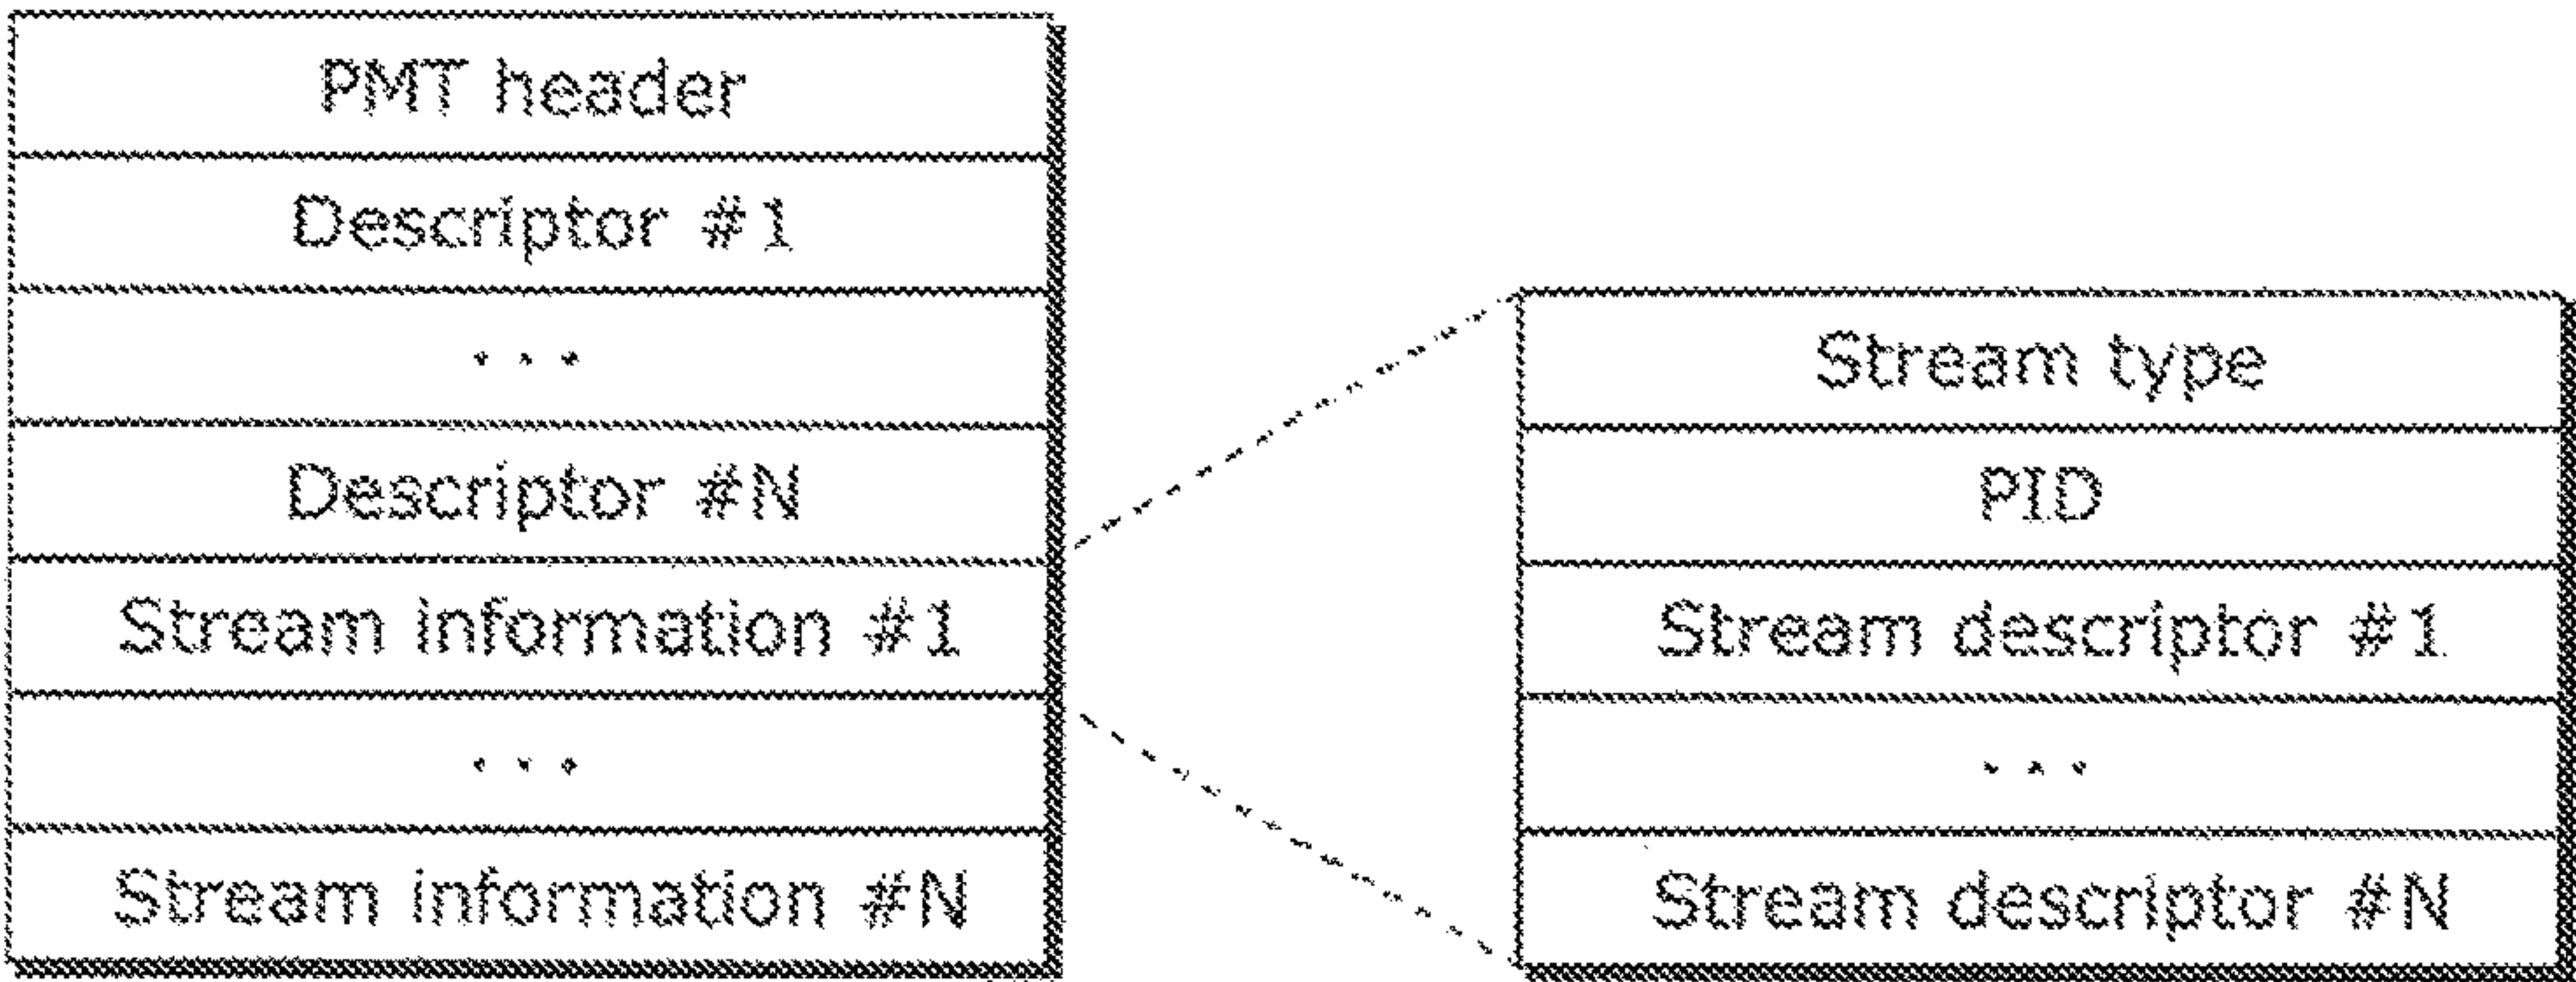 PMT header
Descriptor #1
...
Descriptor #N
Stream information #1
...
Stream information #N
Stream type
PID
Stream descriptor #1
...
Stream descriptor #N